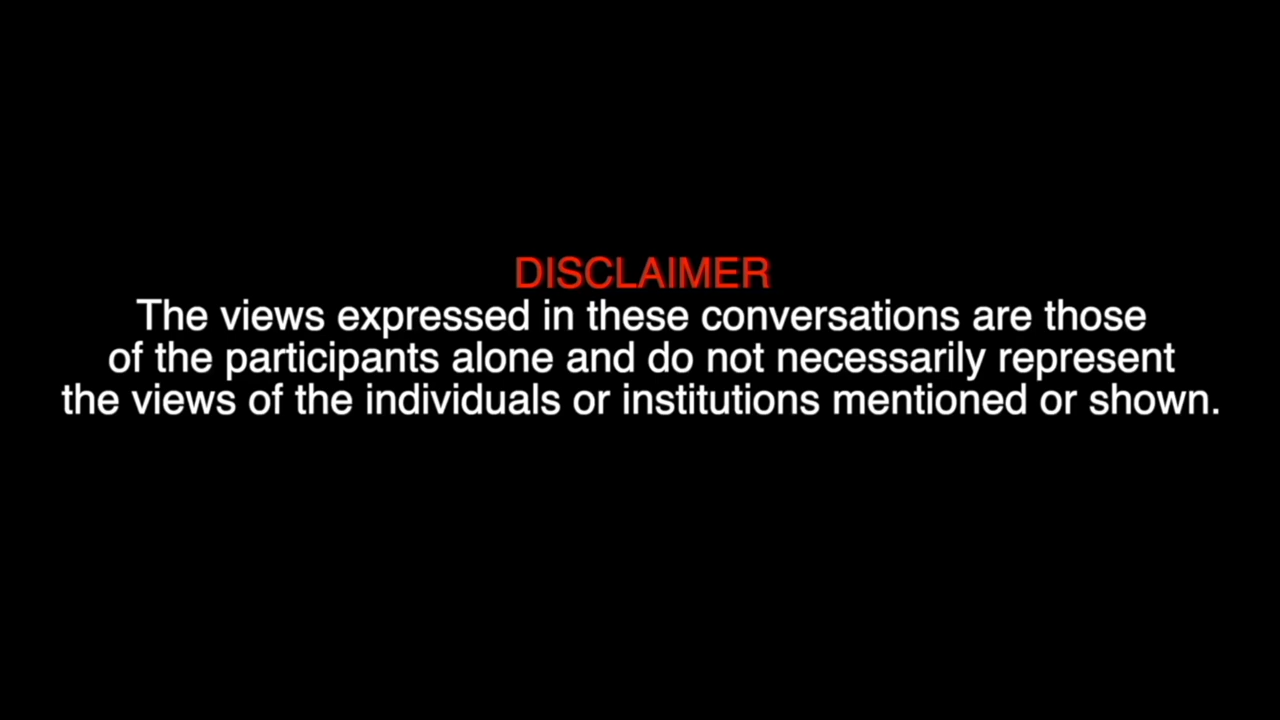 DISCLAIMER
The views expressed in these conversations are those
of the participants alone and do not necessarily represent
the views of the individuals or institutions mentioned or shown.